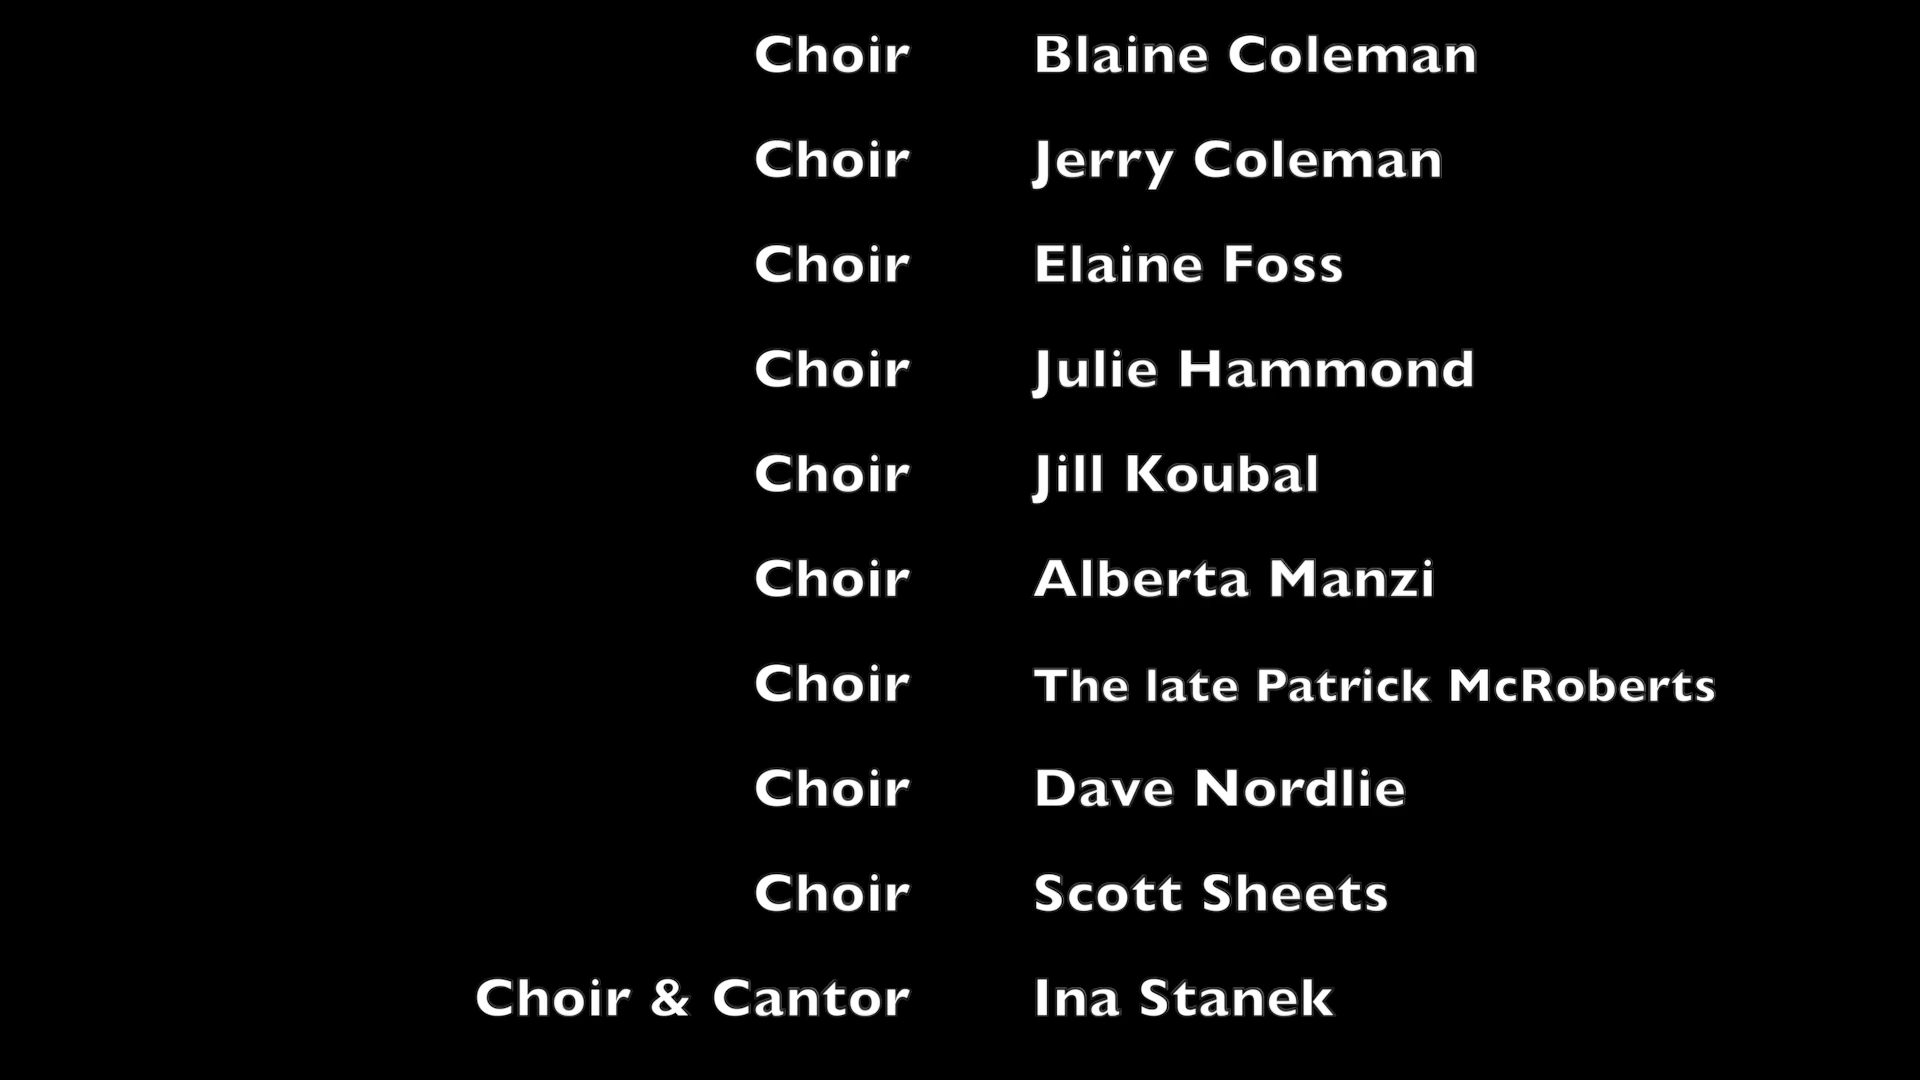 Choir Blaine Coleman
Choir Jerry Coleman
Choir Elaine Foss
Choir Julie Hammond
Choir Jill Koubal
Choir Alberta Manzi
Choir The late Patrick McRoberts
Choir Dave Nordlie
Choir Scott Sheets
Choir & Cantor Ina Stanek